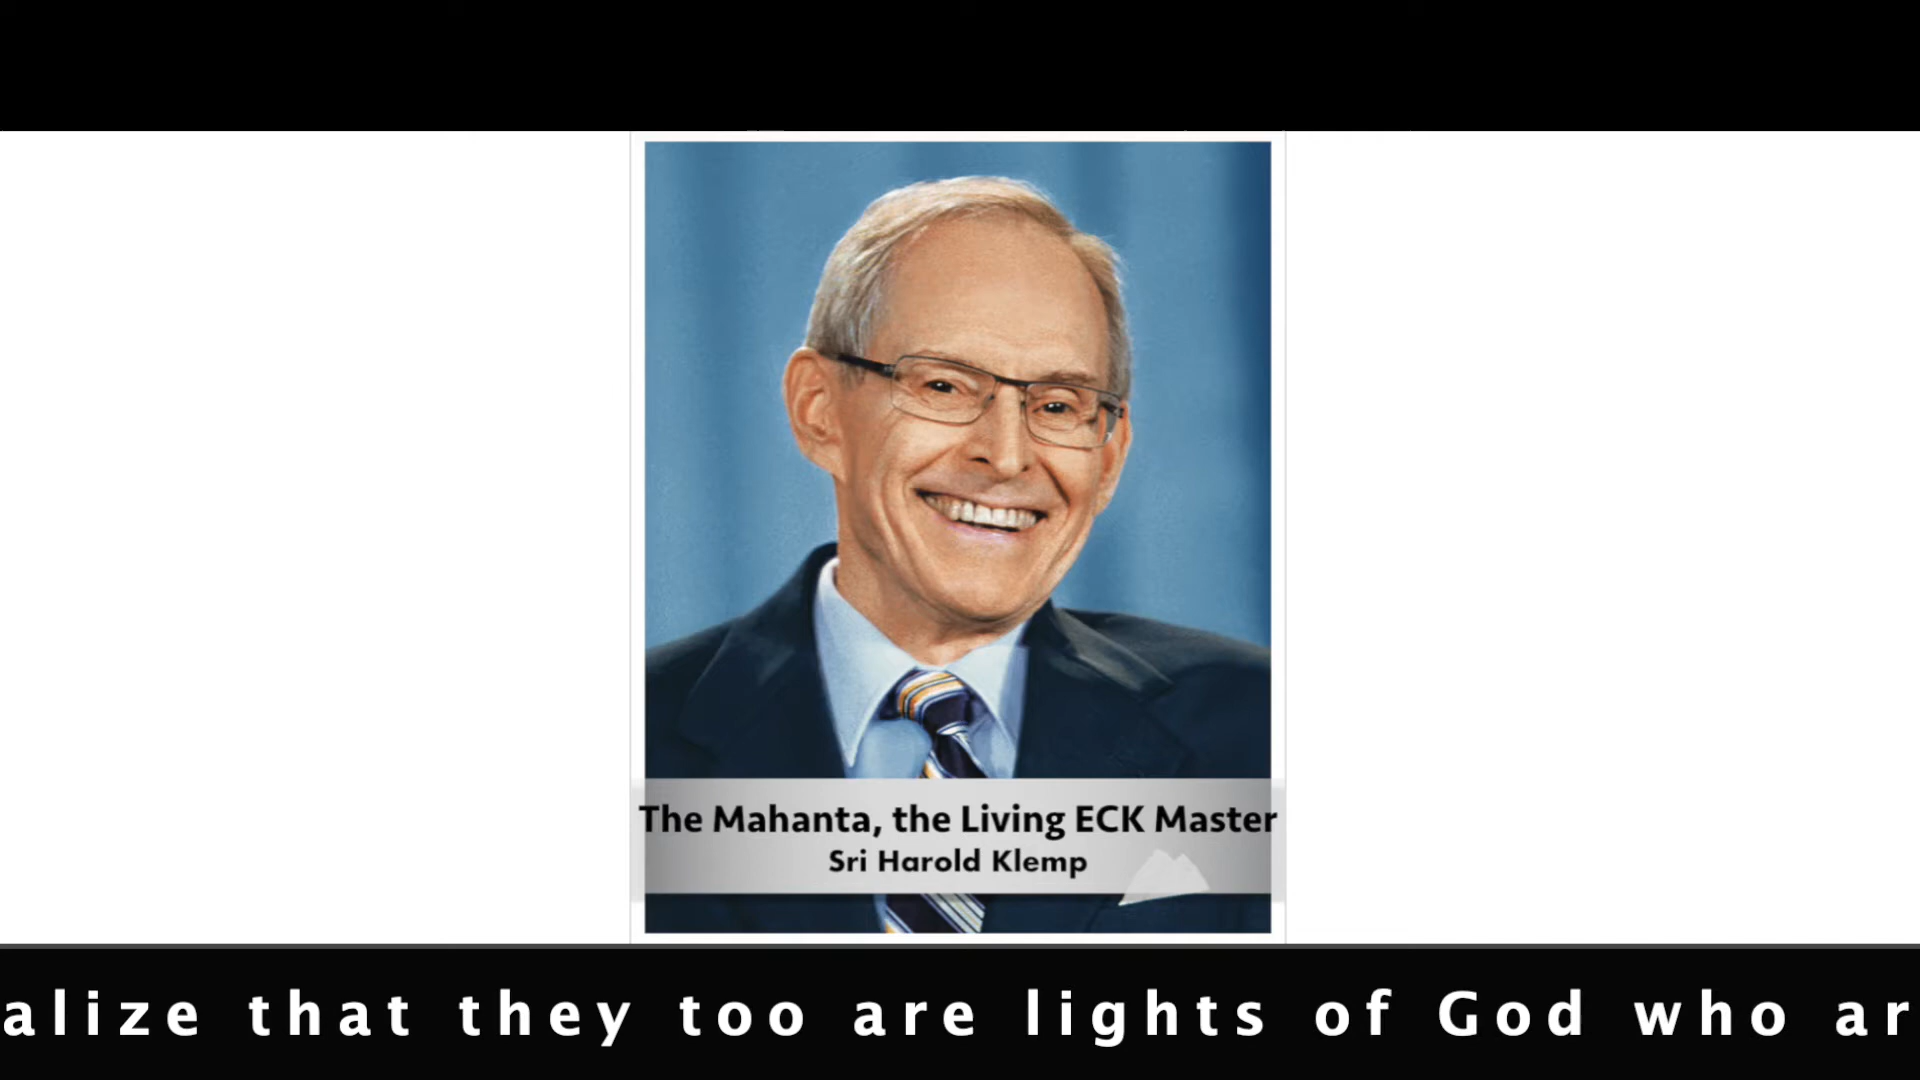 The Mahanta, the Living ECK Master
Sri Harold Klemp
alize that they too are lights of God who ar